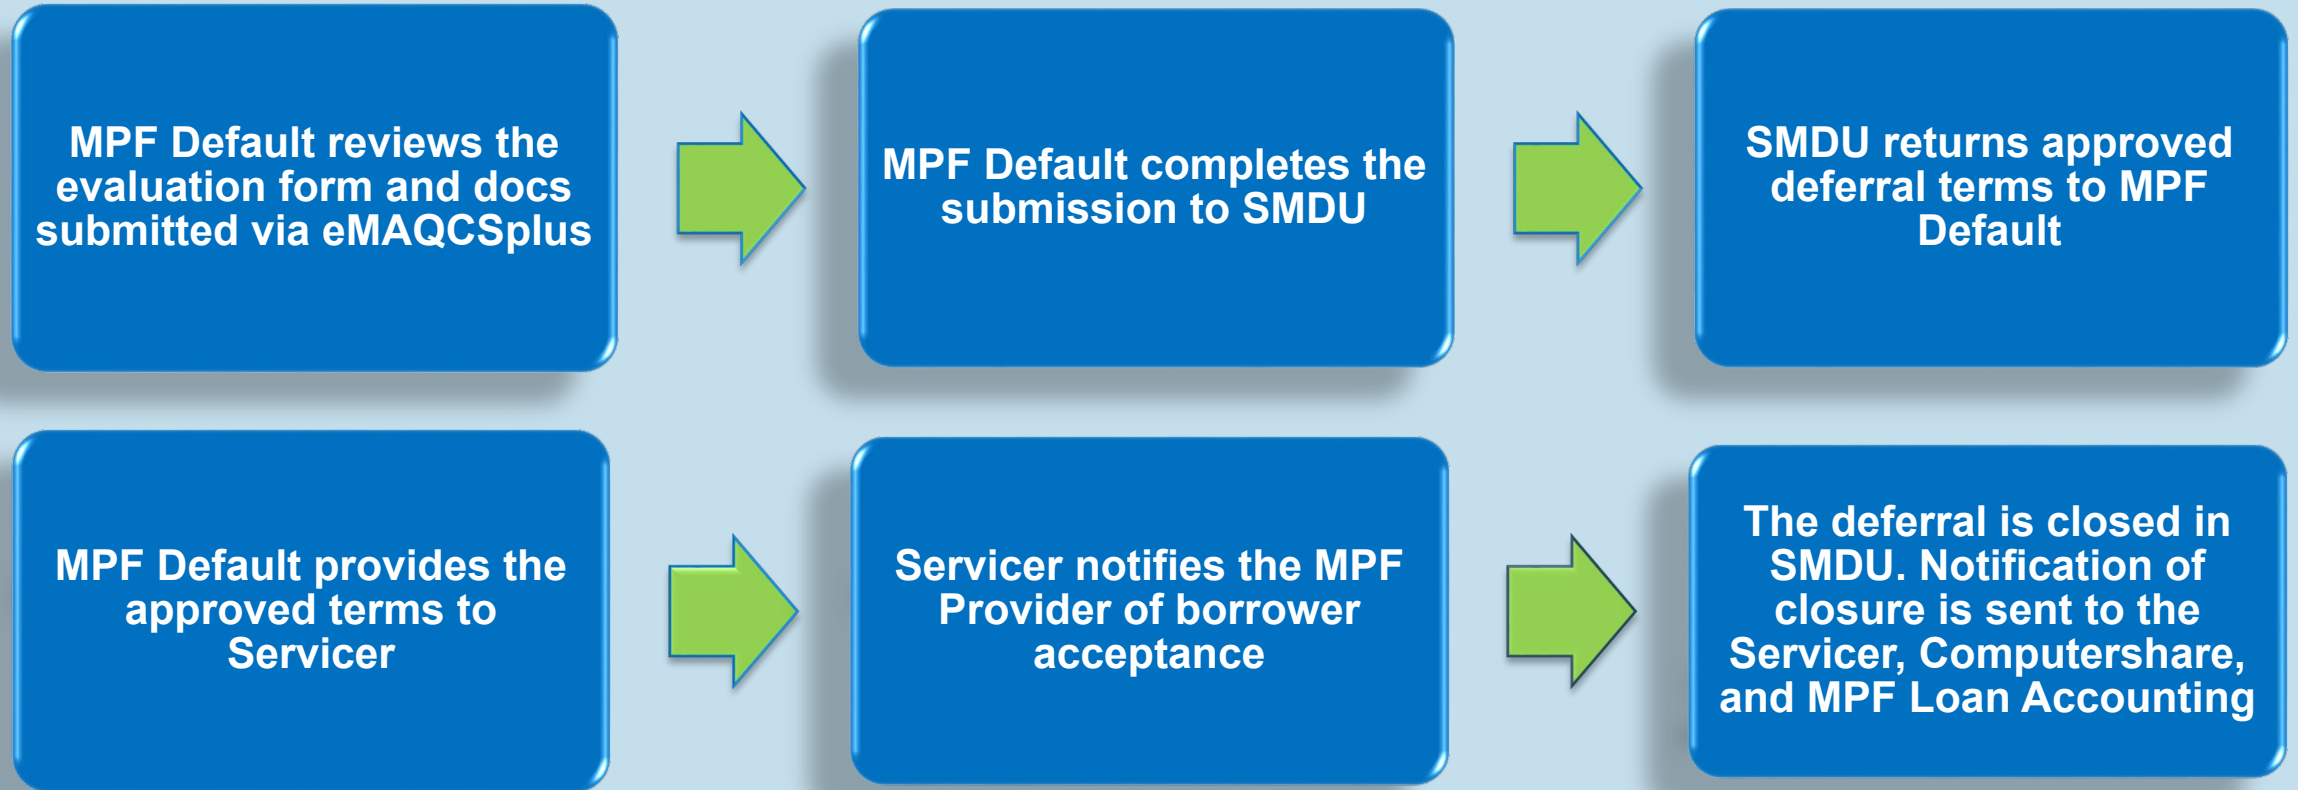 MPF Default reviews the
evaluation form and docs
submitted via eMAQCSplus
MPF Default completes the
submission to SMDU
SMDU returns approved
deferral terms to MPF
Default
MPF Default provides the
approved terms to
Servicer
Servicer notifies the MPF
Provider of borrower
acceptance
The deferral is closed in
SMDU. Notification of
closure is sent to the
Servicer, Computershare,
and MPF Loan Accounting